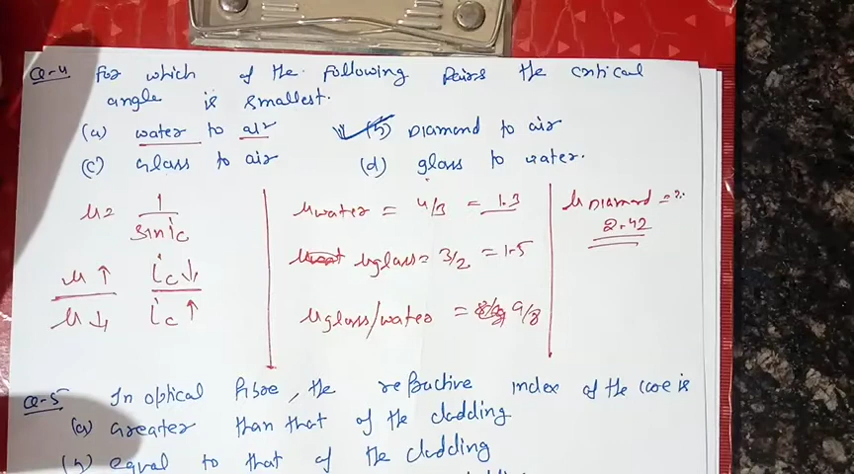 Q-4 For which of the following pairs the critical
angle is smallest.
(a) water to air (b) Diamond to air
(c) Glass to air (d) glass to water.
μ = 1/sin ic
μ↑ ic↓
μ↓ ic↑
μwater = 4/3 = 1.3
μglass = 3/2 = 1.5
μglass/water = 9/8
μ Diamond = ?
2.42
Q-5 In optical fibre, the refractive index of the core is
(a) Greater than that of the cladding
(b) equal to that of the cladding